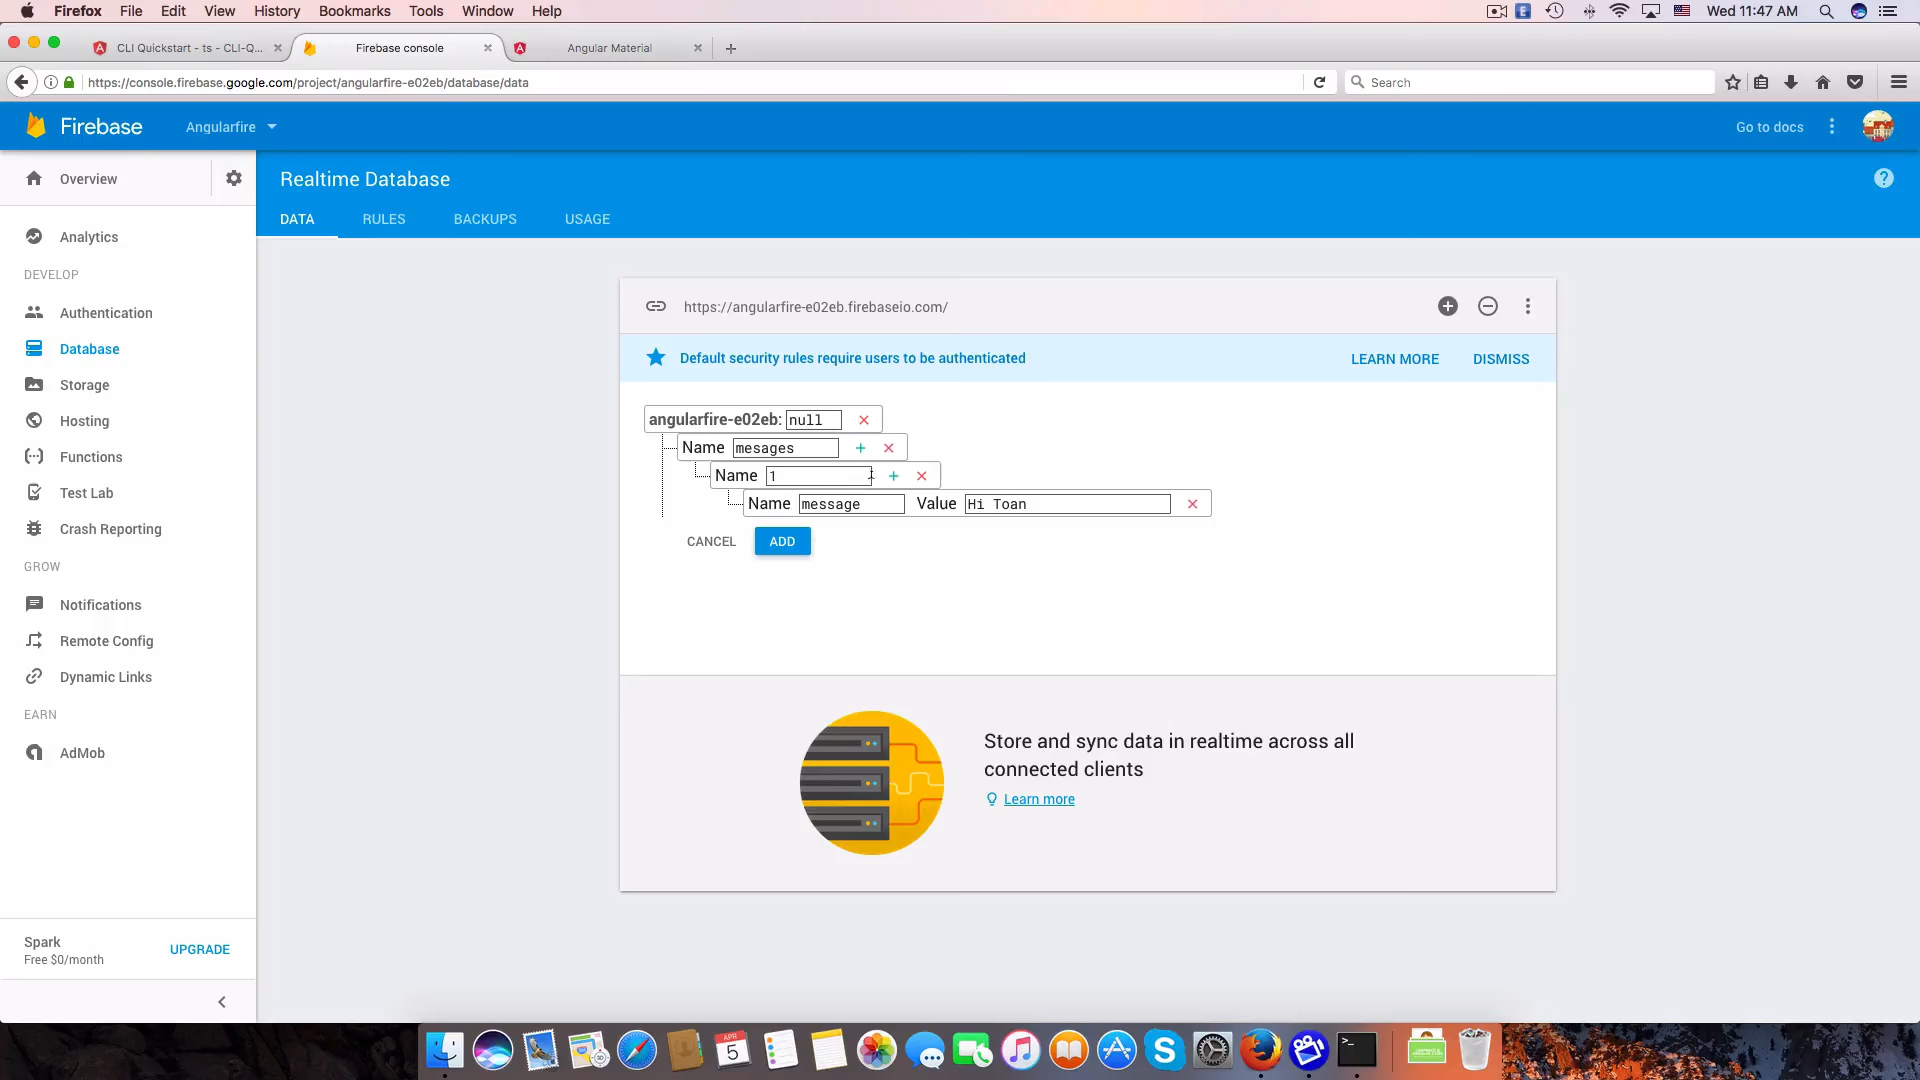 Firefox File Edit View History Bookmarks Tools Window Help
Wed 11:47 AM
CLI Quickstart - ts - CLI-Q...
Firebase console
Angular Material
https://console.firebase.google.com/project/angularfire-e02eb/database/data
Search
Firebase
Angularfire
Go to docs
Overview
Realtime Database
DATA RULES BACKUPS USAGE
Analytics
DEVELOP
Authentication
Database
Storage
Hosting
Functions
Test Lab
Crash Reporting
GROW
Notifications
Remote Config
Dynamic Links
EARN
AdMob
Spark
Free $0/month
UPGRADE
https://angularfire-e02eb.firebaseio.com/
Default security rules require users to be authenticated
LEARN MORE DISMISS
angularfire-e02eb: null
Name mesages
Name 1
Name message Value Hi Toan
CANCEL ADD
Store and sync data in realtime across all
connected clients
Learn more
APR
5